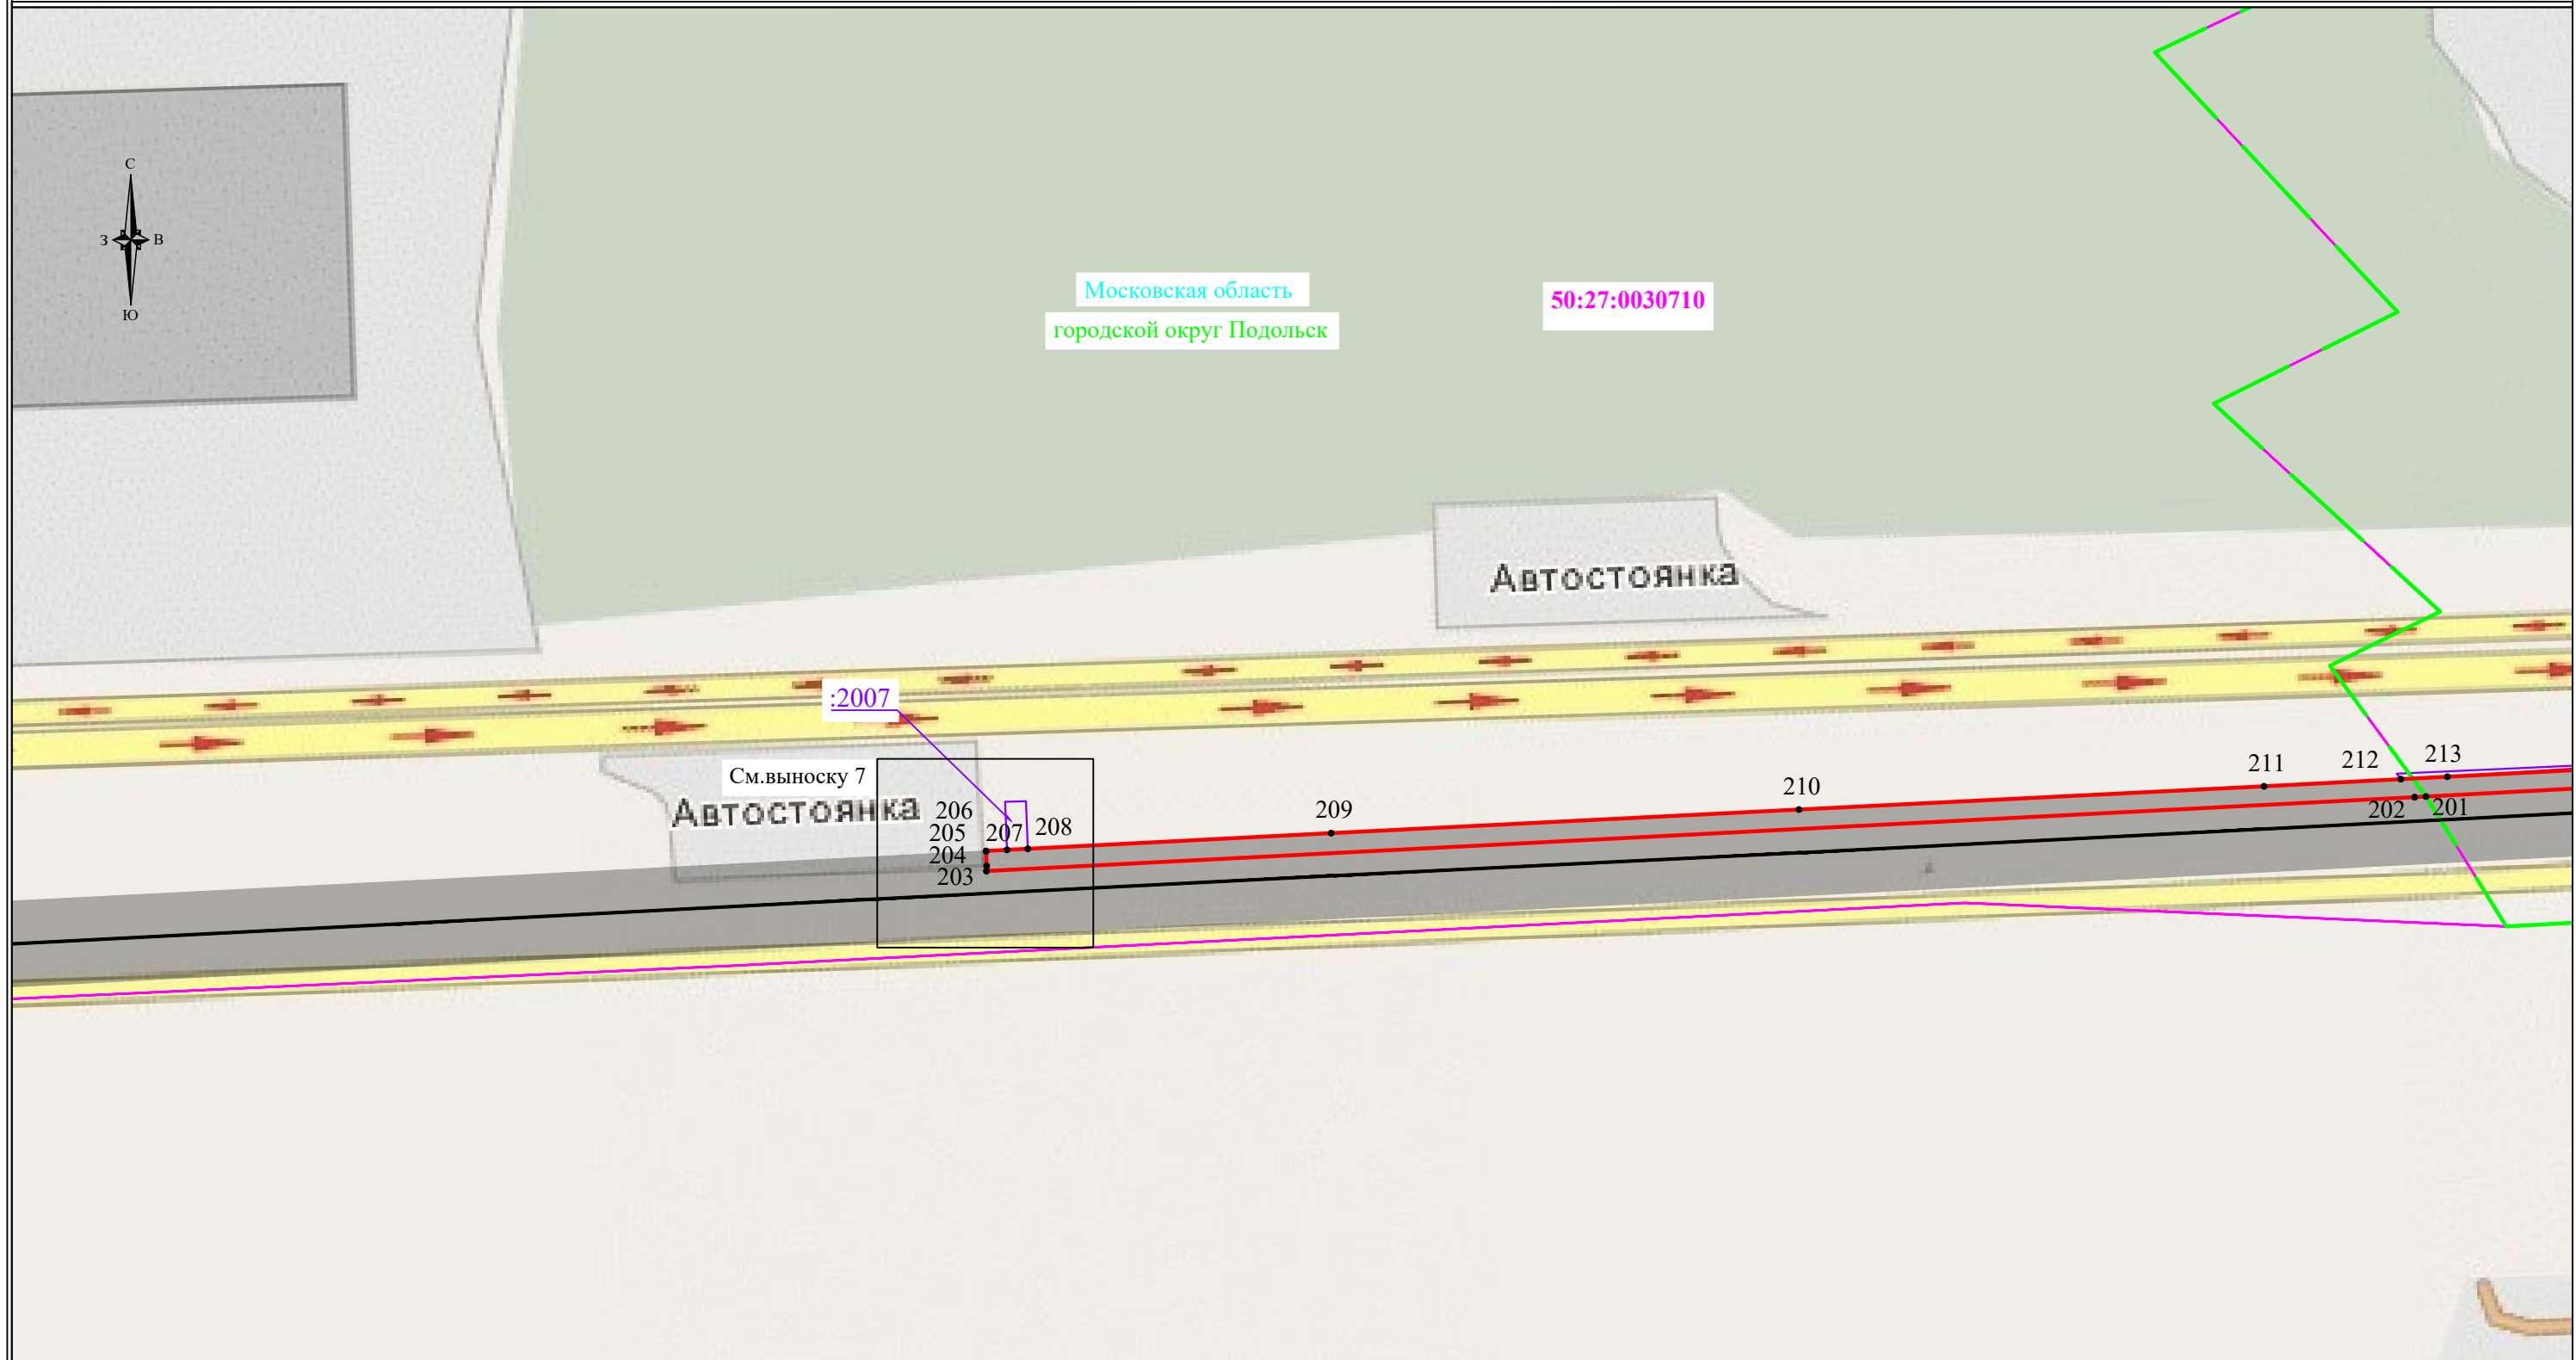 С
З В
Ю
Московская область
городской округ Подольск
50:27:0030710
Автостоянка
:2007
См.выноску 7
Автостоянка
206
205
204
203
207
208
209
210
211
212
213
202
201